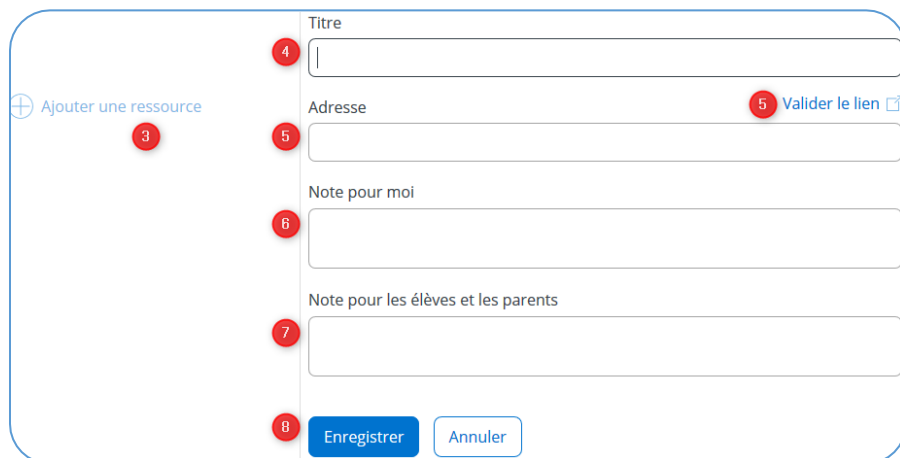 Titre
4
Ajouter une ressource
3
Adresse
5 Valider le lien
5
Note pour moi
6
Note pour les élèves et les parents
7
8
Enregistrer Annuler